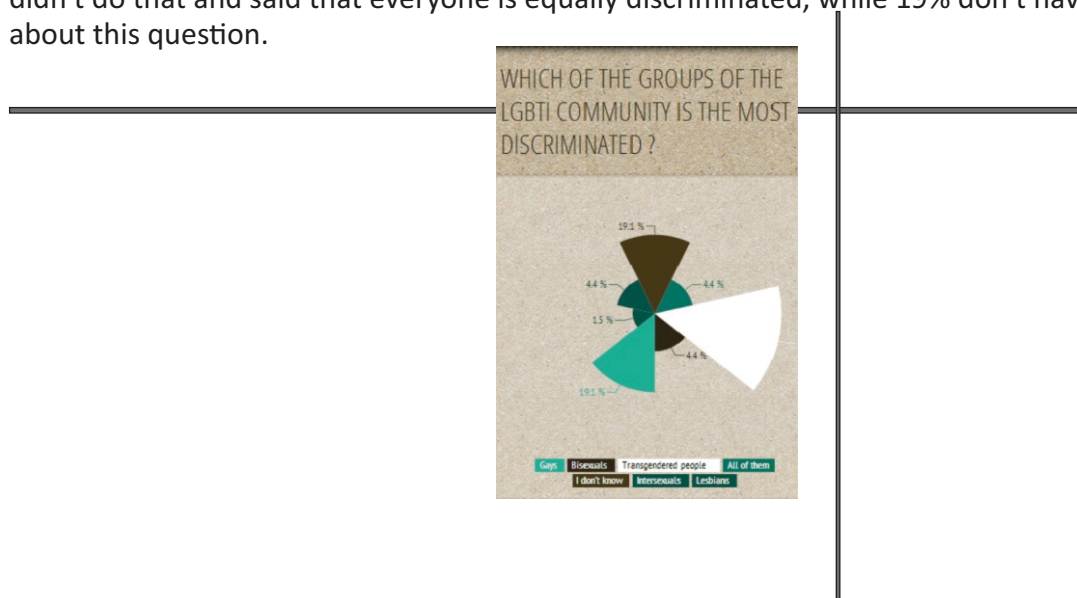 didn't do that and said that everyone is equally discriminated, while 19% don't hav
about this question.
WHICH OF THE GROUPS OF THE
LGBTI COMMUNITY IS THE MOST
DISCRIMINATED ?
19.1 %
4.4 %
4.4 %
1.5 %
4.4 %
19.1 %
Gays Bisexuals Transgendered people All of them
I don't know Intersexuals Lesbians